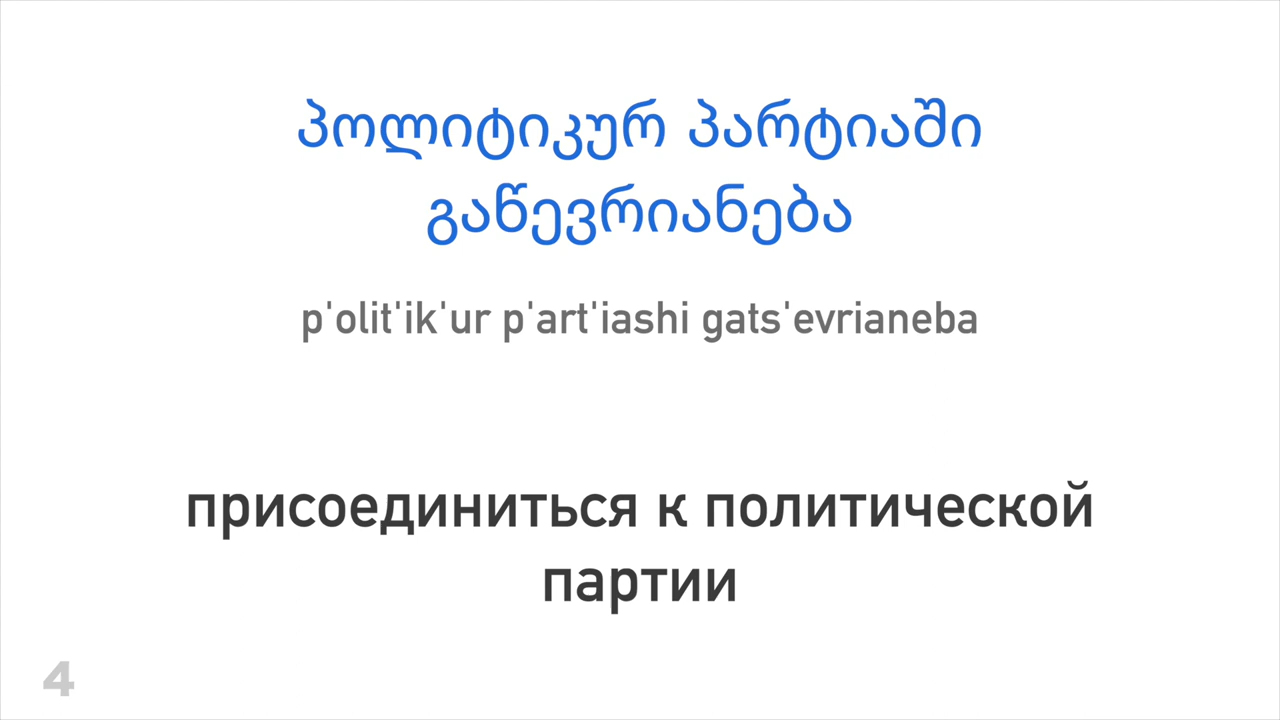 პოლიტიკურ პარტიაში
გაწევრიანება
p'olit'ik'ur p'art'iashi gats'evrianeba
присоединиться к политической
партии
4